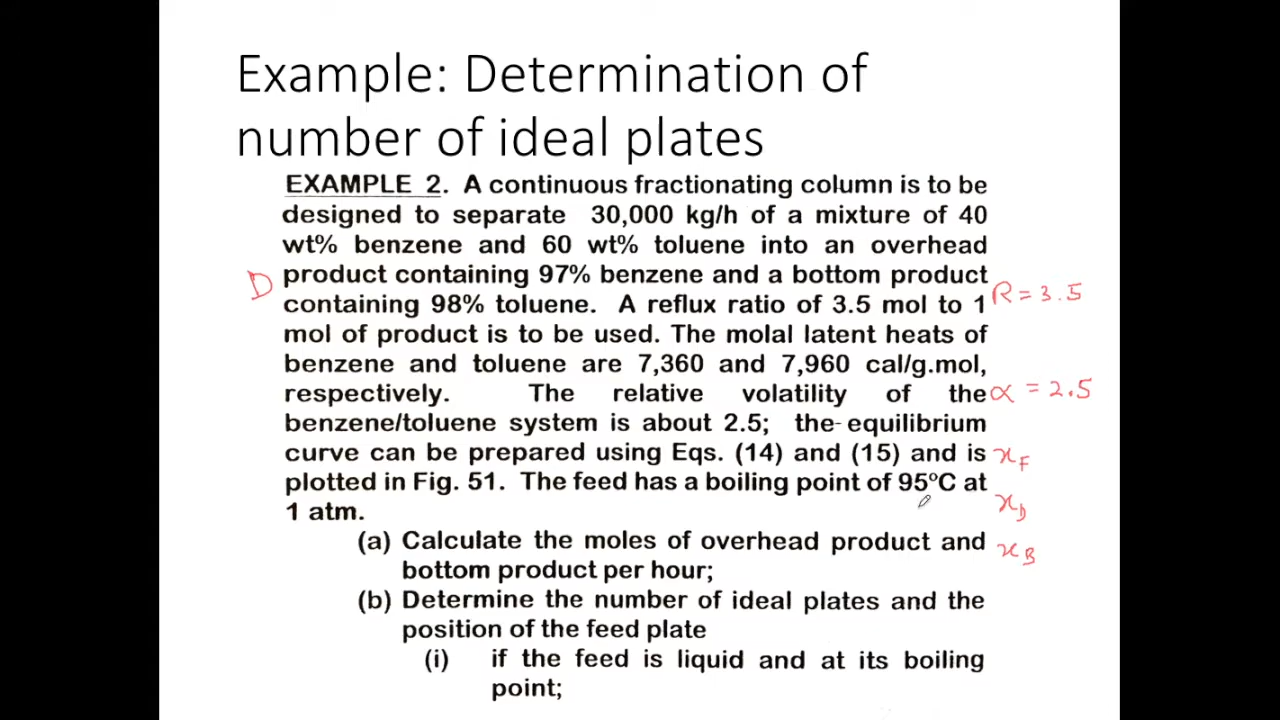 Example: Determination of
number of ideal plates
EXAMPLE 2. A continuous fractionating column is to be
designed to separate 30,000 kg/h of a mixture of 40
wt% benzene and 60 wt% toluene into an overhead
D product containing 97% benzene and a bottom product
containing 98% toluene. A reflux ratio of 3.5 mol to 1 R = 3.5
mol of product is to be used. The molal latent heats of
benzene and toluene are 7,360 and 7,960 cal/g.mol,
respectively. The relative volatility of the α = 2.5
benzene/toluene system is about 2.5; the equilibrium
curve can be prepared using Eqs. (14) and (15) and is x_F
plotted in Fig. 51. The feed has a boiling point of 95ºC at
1 atm. x_D
(a) Calculate the moles of overhead product and x_B
bottom product per hour;
(b) Determine the number of ideal plates and the
position of the feed plate
(i) if the feed is liquid and at its boiling
point;